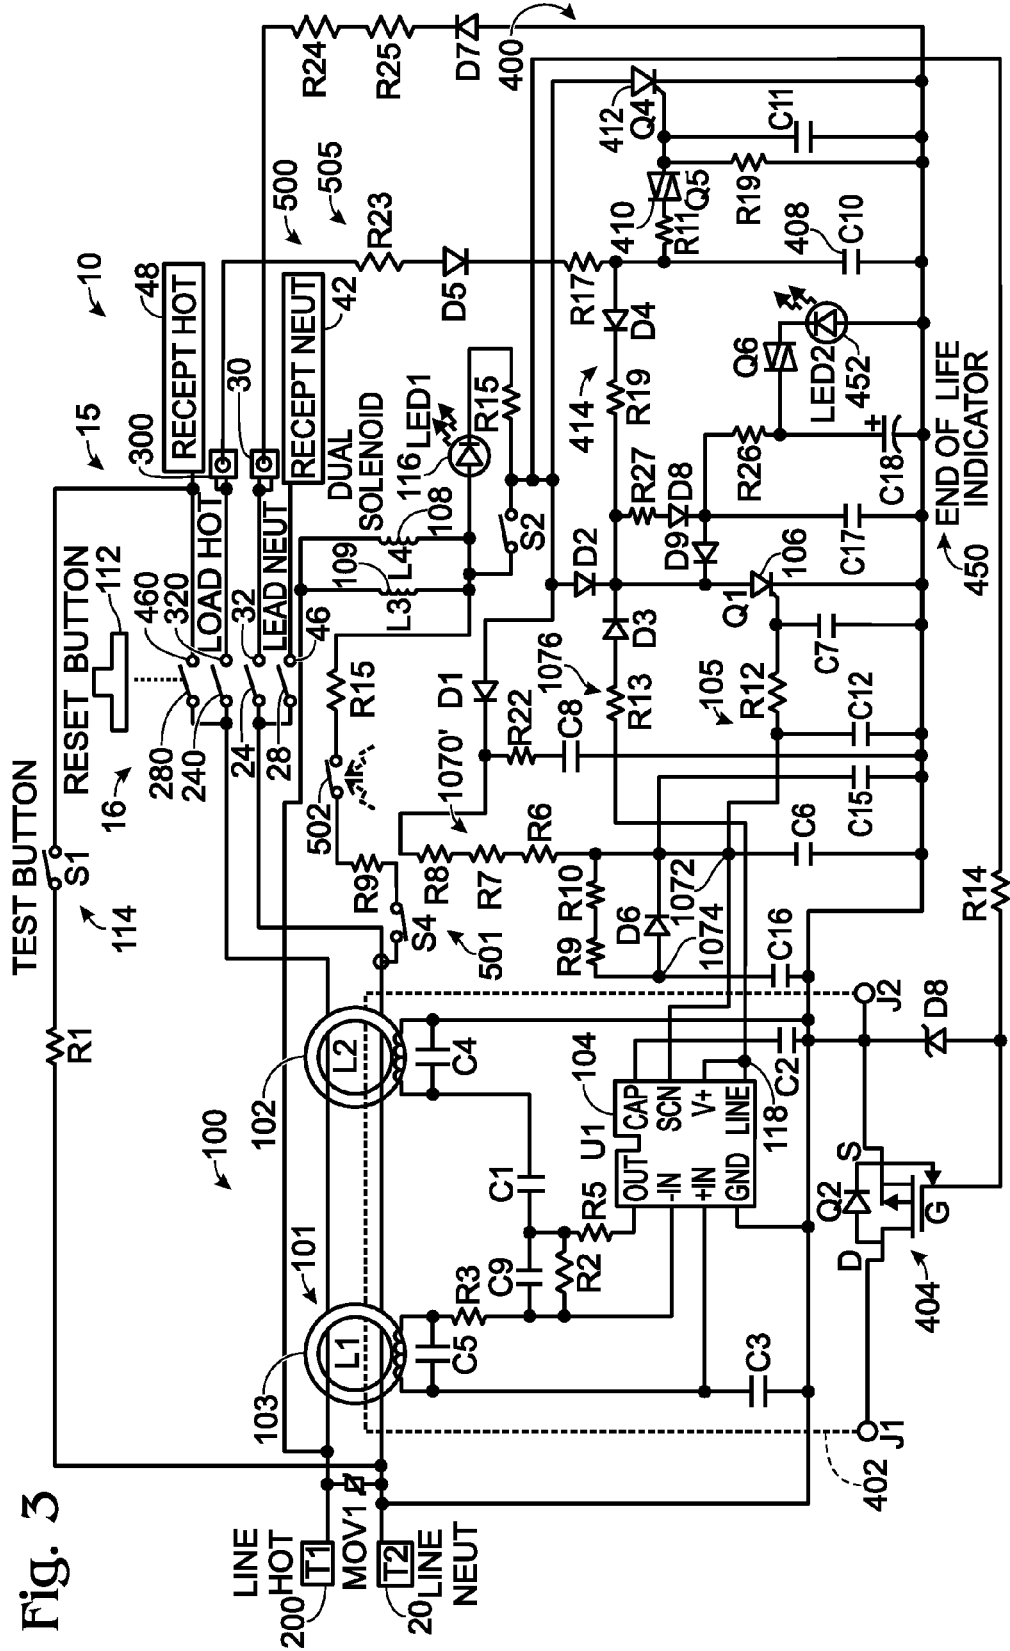 Fig. 3
10
15
16
TEST BUTTON
114
S1
R1
RESET BUTTON
112
460
320
LOAD HOT
32
LEAD NEUT
46
280
240
24
28
300
RECEPT HOT
48
30
RECEPT NEUT
42
500
505
R24
R25
D7
400
R23
D5
DUAL
SOLENOID
109
108
L3
L4
116
LED1
R15
S2
R15
502
R9
S4
501
100
101
102
103
L1
L2
LINE
HOT
T1
200
MOV1
T2
20
LINE
NEUT
C5
R3
C4
C1
C9
R2
R5
U1
104
OUT
-IN
+IN
GND
CAP
SCN
V+
LINE
118
C2
C3
1070'
D1
R8
R7
R6
R22
C8
R10
R9
D6
1072
1074
C16
C6
C15
1076
R13
D3
D2
105
R12
C12
C7
Q1
106
R27
D8
D9
C17
R26
C18
+
Q6
LED2
452
450
END OF LIFE
INDICATOR
414
R19
D4
R17
410
R11
Q5
408
C10
R19
C11
412
Q4
R14
J1
J2
402
404
Q2
D
S
G
D8